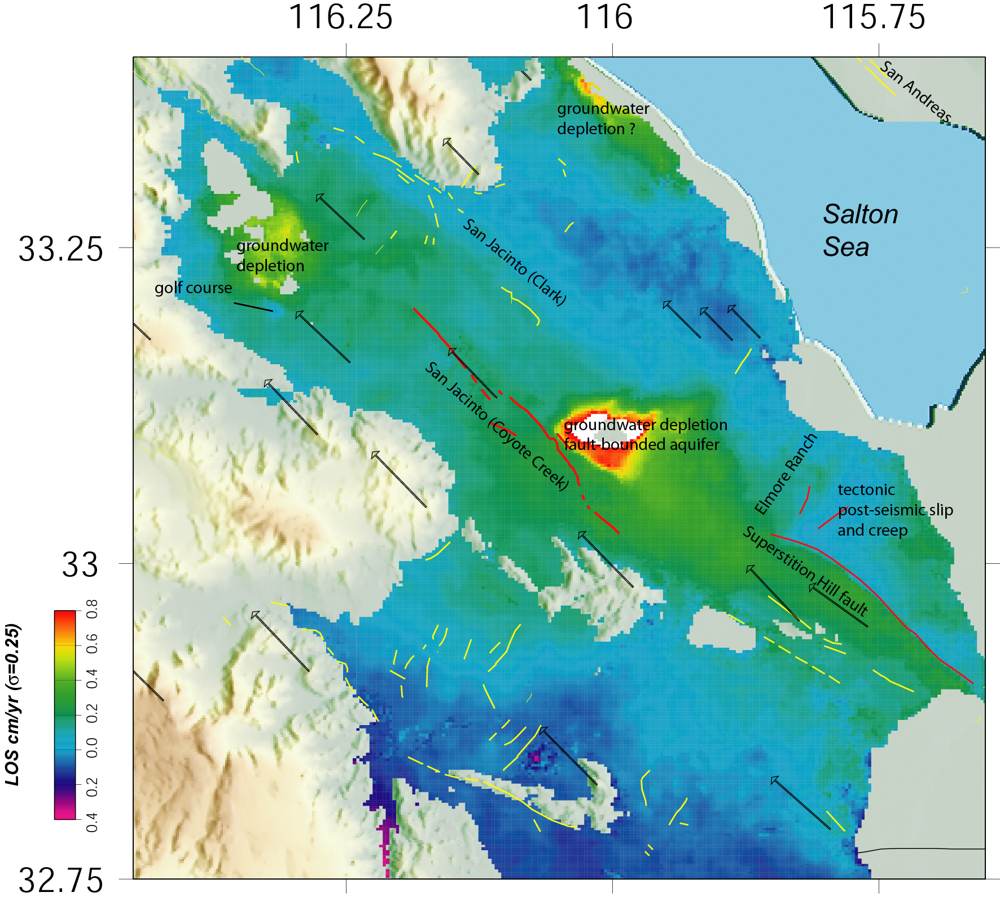 116.25
116
115.75
San Andreas
groundwater
depletion ?
Salton
Sea
33.25
San Jacinto (Clark)
groundwater
depletion
golf course
San Jacinto (Coyote Creek)
groundwater depletion
fault-bounded aquifer
Elmore Ranch
tectonic
post-seismic slip
and creep
Superstition Hill fault
33
LOS cm/yr (σ=0.25)
0.8
0.6
0.4
0.2
0.0
0.2
0.4
32.75